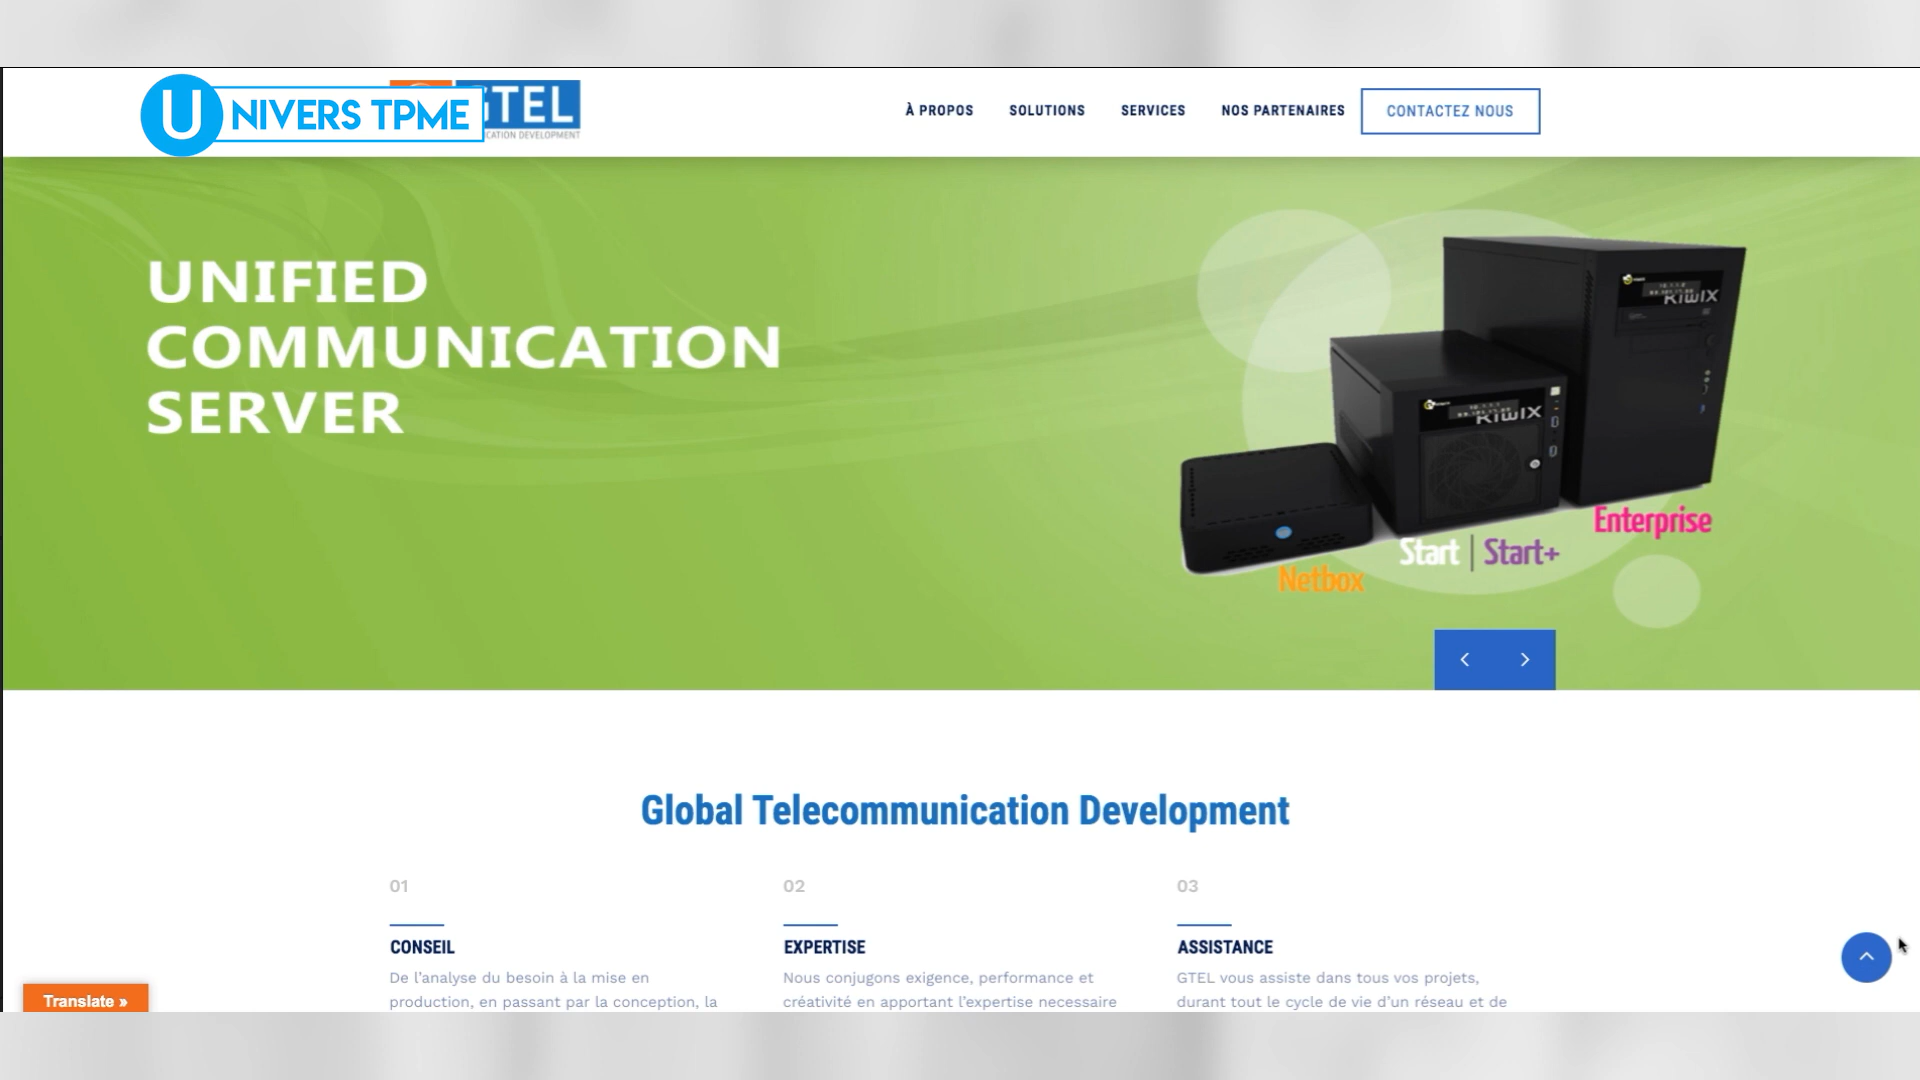 UNIVERS TPME
GTEL
CATION DEVELOPMENT
À PROPOS
SOLUTIONS
SERVICES
NOS PARTENAIRES
CONTACTEZ NOUS
UNIFIED
COMMUNICATION
SERVER
KIWIX
KIWIX
Enterprise
Start | Start+
Netbox
Global Telecommunication Development
01
CONSEIL
De l'analyse du besoin à la mise en
production, en passant par la conception, la
02
EXPERTISE
Nous conjugons exigence, performance et
créativité en apportant l'expertise necessaire
03
ASSISTANCE
GTEL vous assiste dans tous vos projets,
durant tout le cycle de vie d'un réseau et de
Translate »